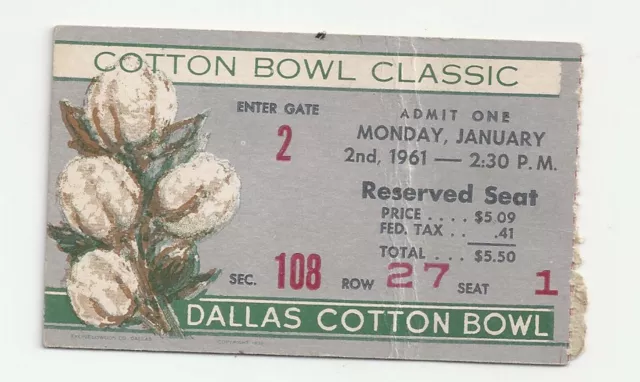 COTTON BOWL CLASSIC
ENTER GATE
2
ADMIT ONE
MONDAY, JANUARY
2nd, 1961 — 2:30 P.M.
Reserved Seat
PRICE .... $5.09
FED. TAX .. .41
TOTAL ... $5.50
SEC. 108 ROW 27 SEAT 1
DALLAS COTTON BOWL